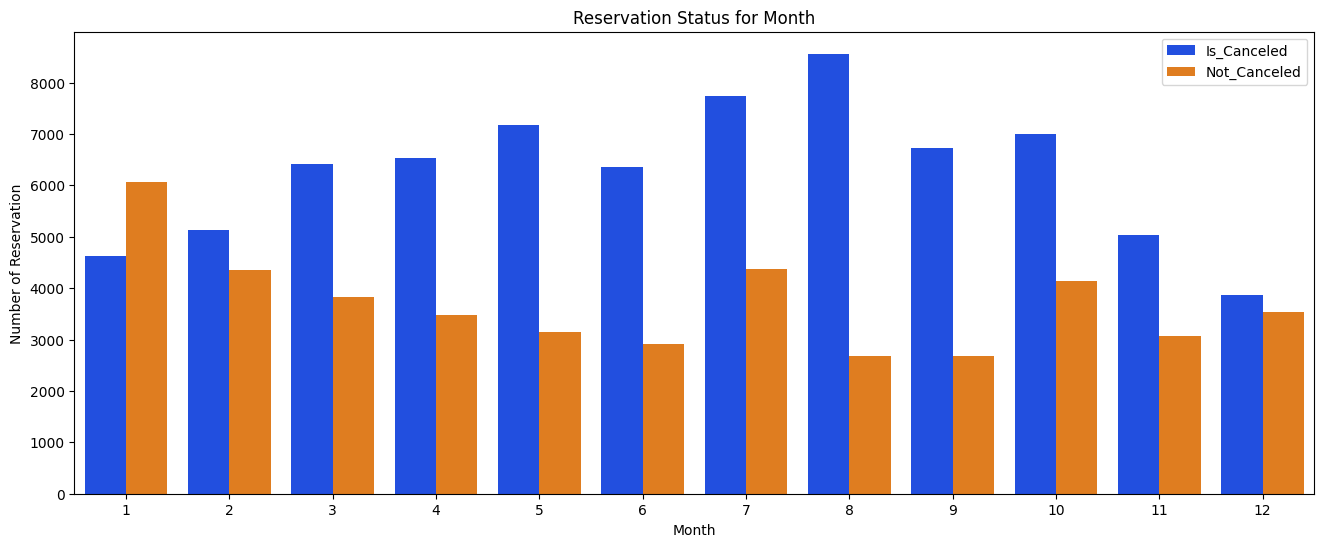 Reservation Status for Month
Is_Canceled
Not_Canceled
Number of Reservation
8000
7000
6000
5000
4000
3000
2000
1000
0
1 2 3 4 5 6 7 8 9 10 11 12
Month